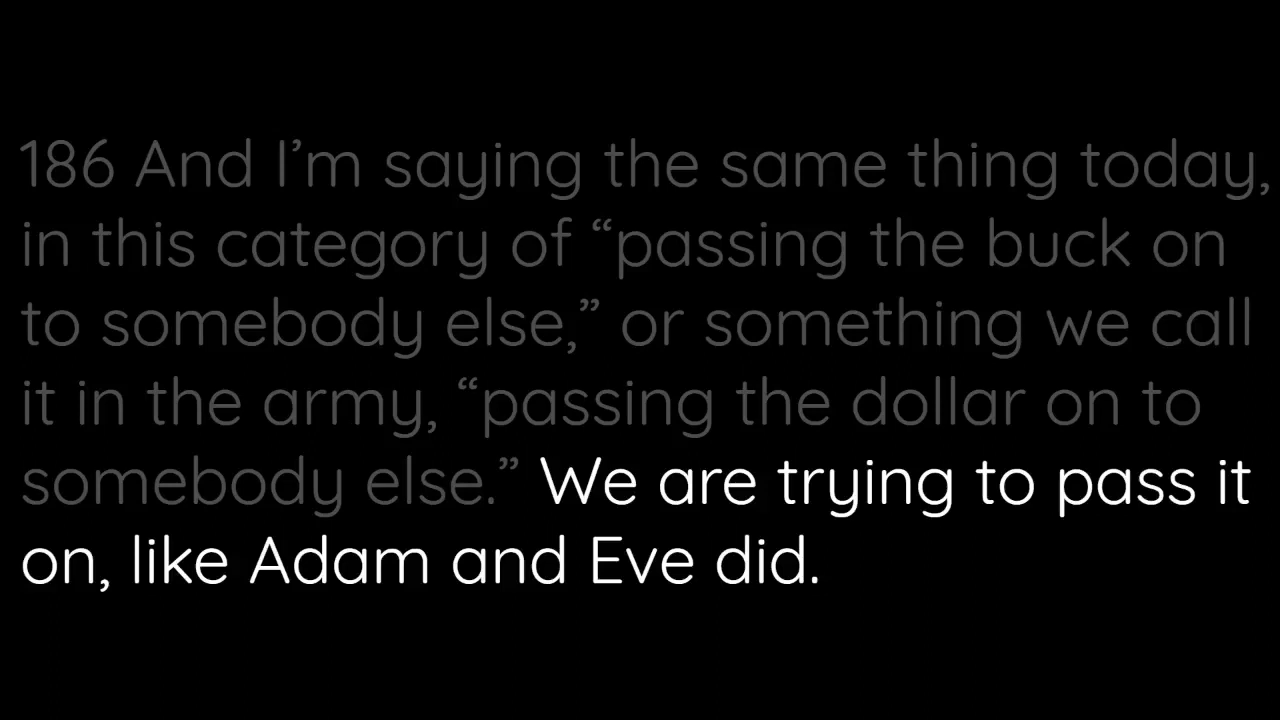 186 And I’m saying the same thing today,
in this category of “passing the buck on
to somebody else,” or something we call
it in the army, “passing the dollar on to
somebody else.” We are trying to pass it
on, like Adam and Eve did.